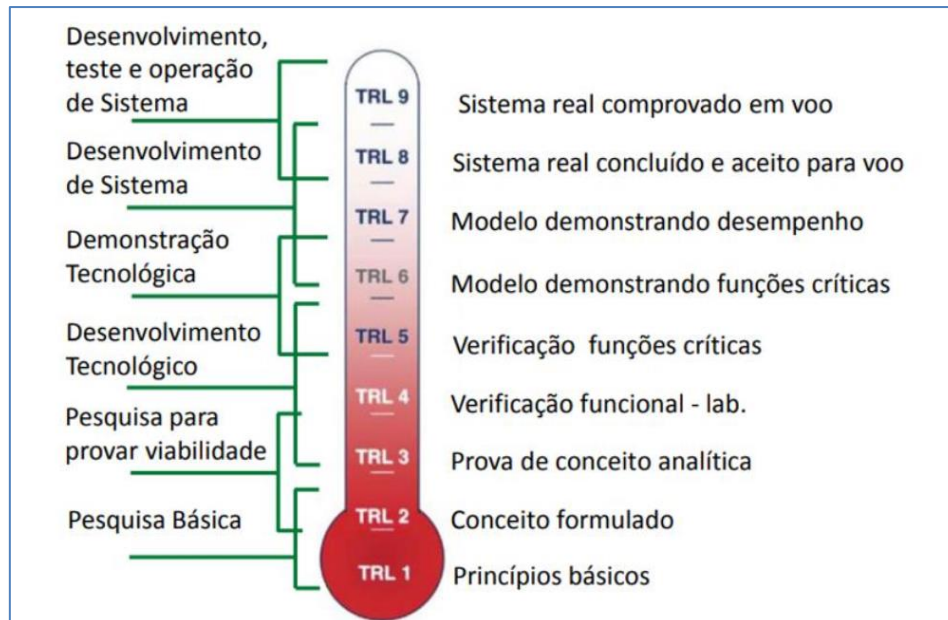 Desenvolvimento,
teste e operação
de Sistema
Desenvolvimento
de Sistema
Demonstração
Tecnológica
Desenvolvimento
Tecnológico
Pesquisa para
provar viabilidade
Pesquisa Básica
TRL 9
TRL 8
TRL 7
TRL 6
TRL 5
TRL 4
TRL 3
TRL 2
TRL 1
Sistema real comprovado em voo
Sistema real concluído e aceito para voo
Modelo demonstrando desempenho
Modelo demonstrando funções críticas
Verificação funções críticas
Verificação funcional - lab.
Prova de conceito analítica
Conceito formulado
Princípios básicos